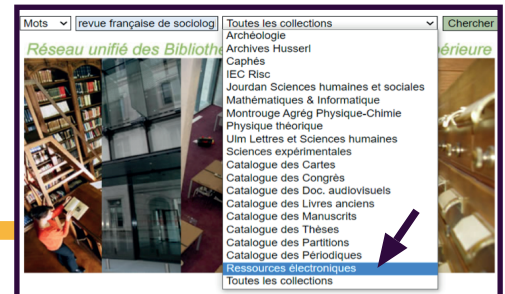 Mots revue française de sociolog Toutes les collections Chercher
Réseau unifié des Biblioth érieure
Archéologie
Archives Husserl
Caphés
IEC Risc
Jourdan Sciences humaines et sociales
Mathématiques & Informatique
Montrouge Agrég Physique-Chimie
Physique théorique
Ulm Lettres et Sciences humaines
Sciences expérimentales
Catalogue des Cartes
Catalogue des Congrès
Catalogue des Doc. audiovisuels
Catalogue des Livres anciens
Catalogue des Manuscrits
Catalogue des Thèses
Catalogue des Partitions
Catalogue des Périodiques
Ressources électroniques
Toutes les collections